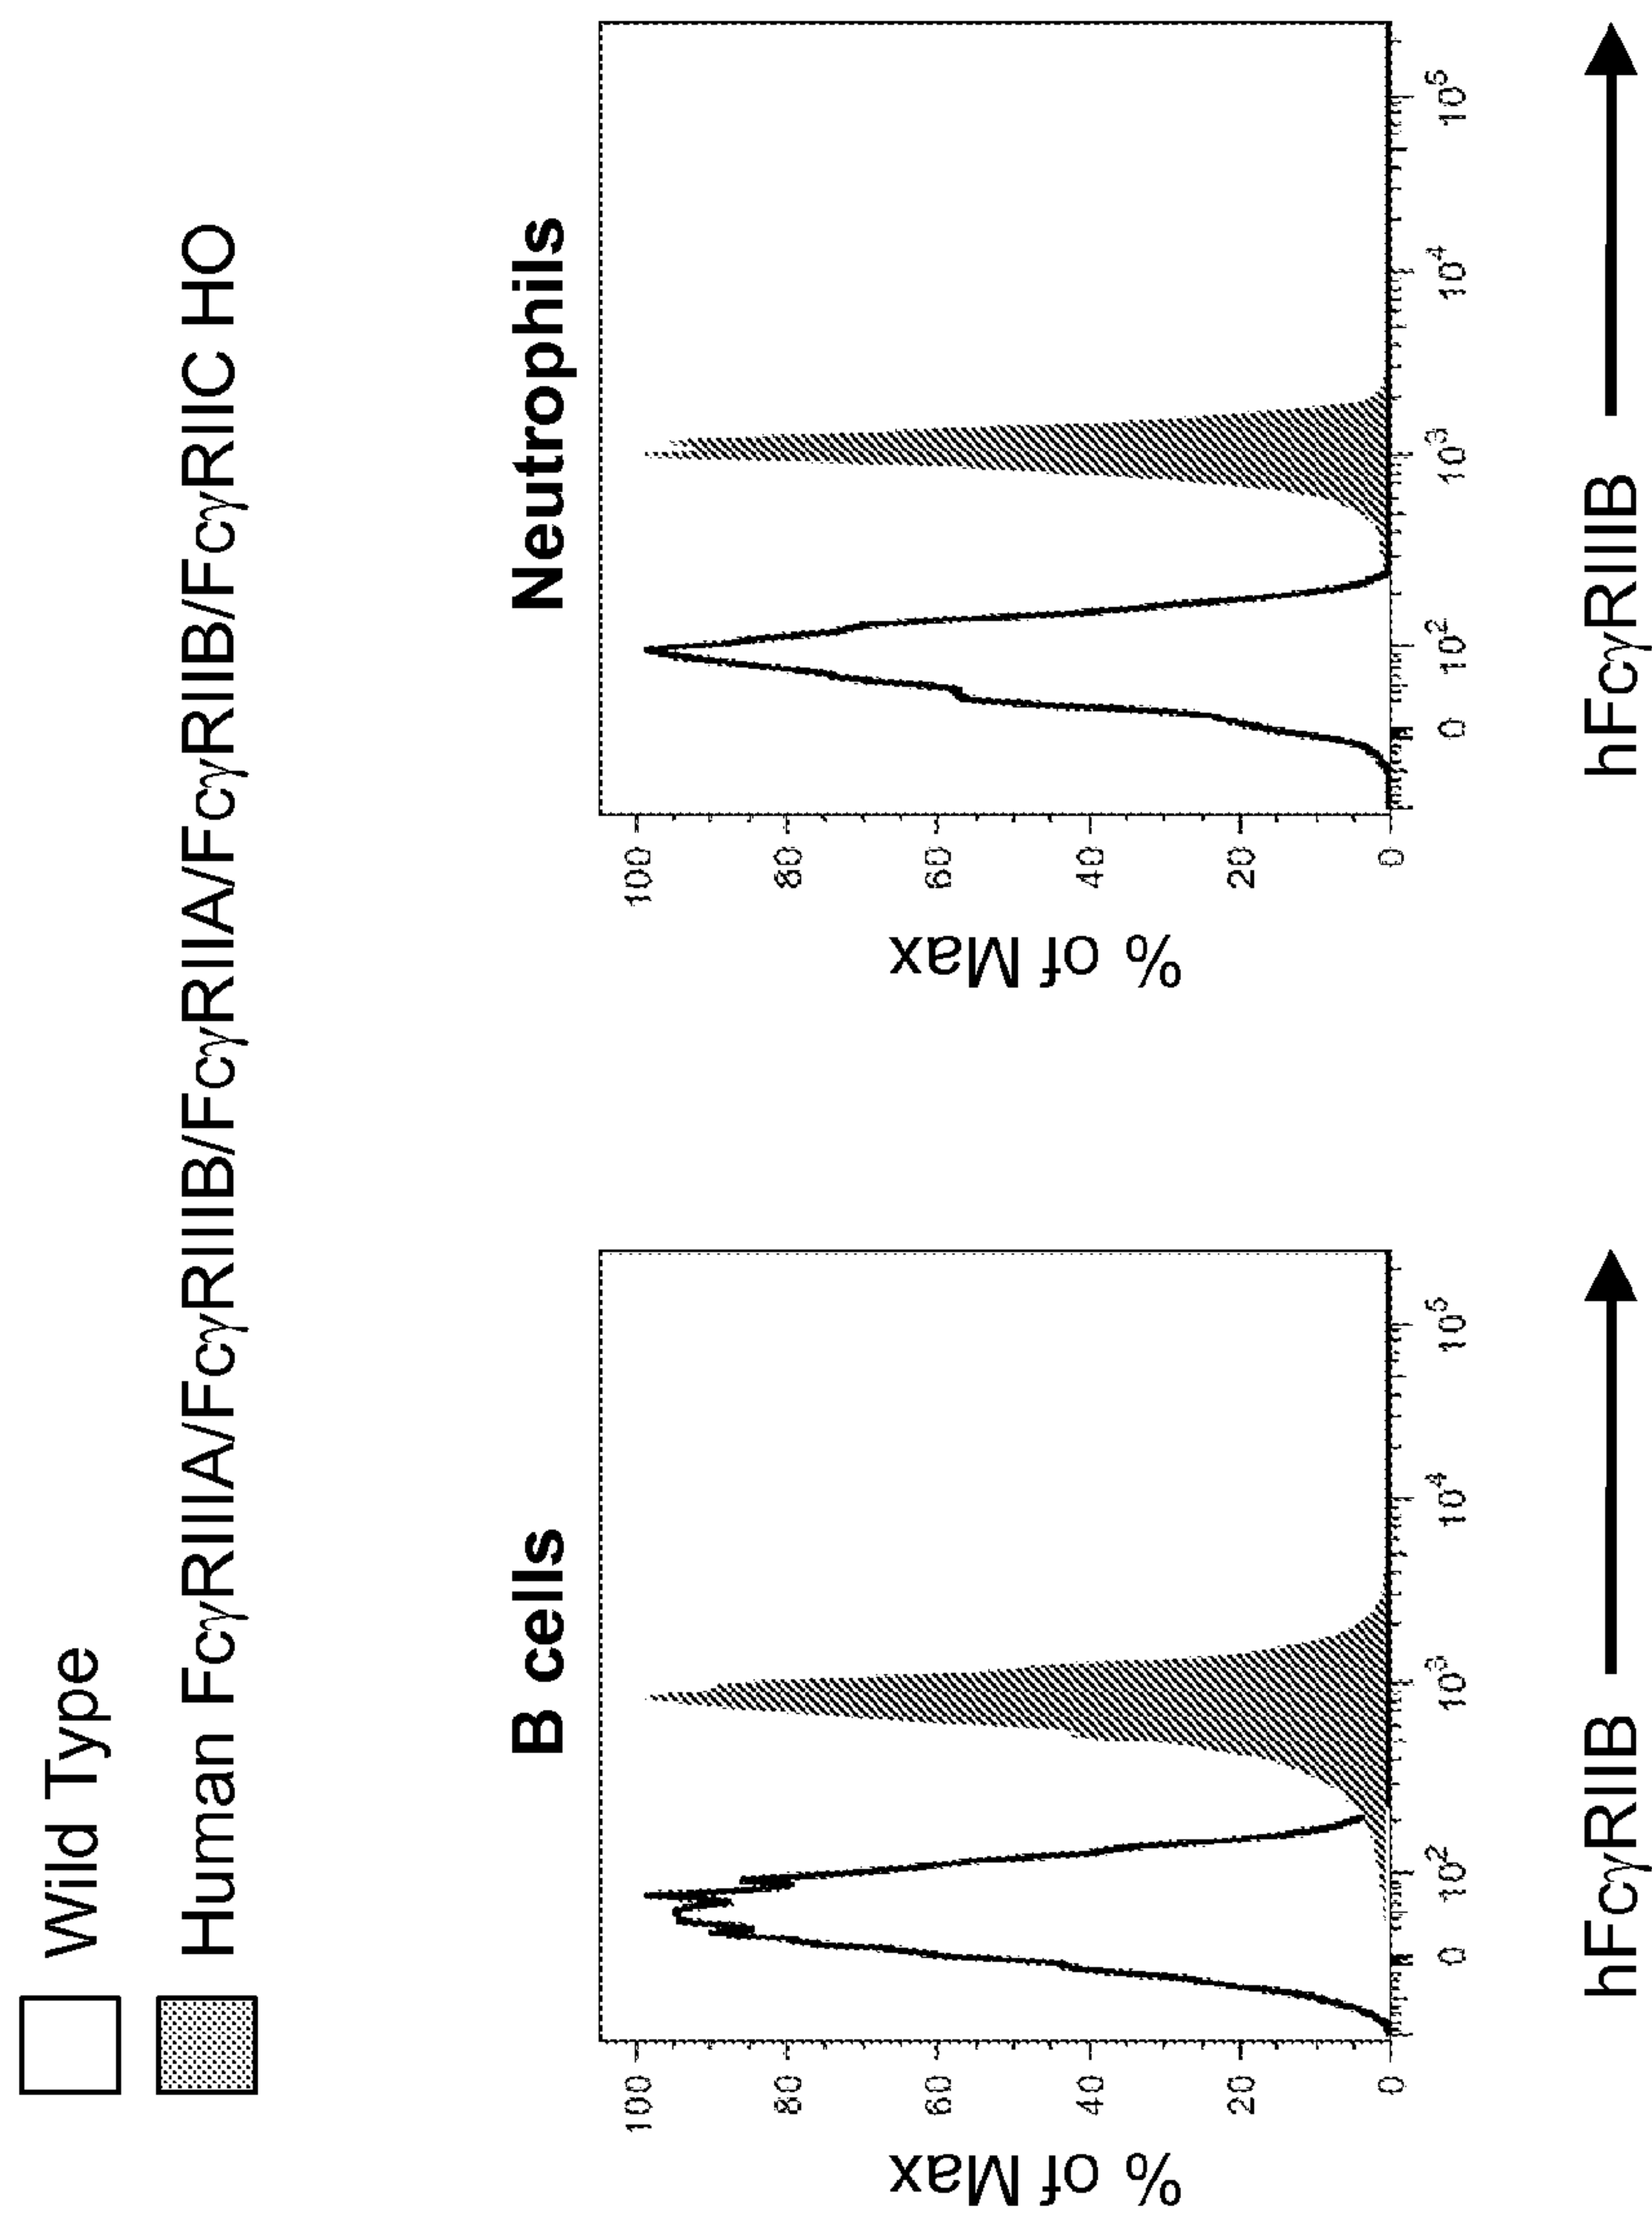 Wild Type
Human FcγRIIIA/FcγRIIIB/FcγRIIA/FcγRIIB/FcγRIIC HO
B cells
% of Max
100
80
60
40
20
0
0 10² 10³ 10⁴ 10⁵
hFcγRIIB
Neutrophils
% of Max
100
80
60
40
20
0
0 10² 10³ 10⁴ 10⁵
hFcγRIIIB